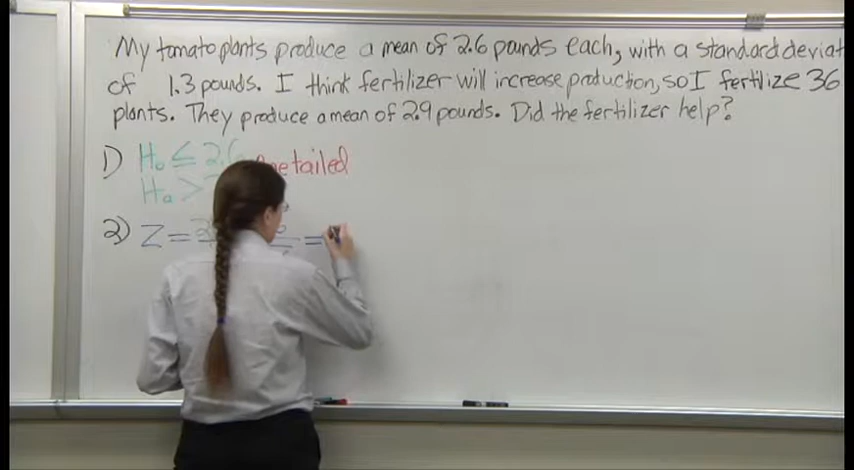 My tomato plants produce a mean of 2.6 pounds each, with a standard deviat
of 1.3 pounds. I think fertilizer will increase production, so I fertilize 36
plants. They produce a mean of 2.9 pounds. Did the fertilizer help?
1) H₀ ≤ 2.6 tailed
Hₐ >
2) Z = =